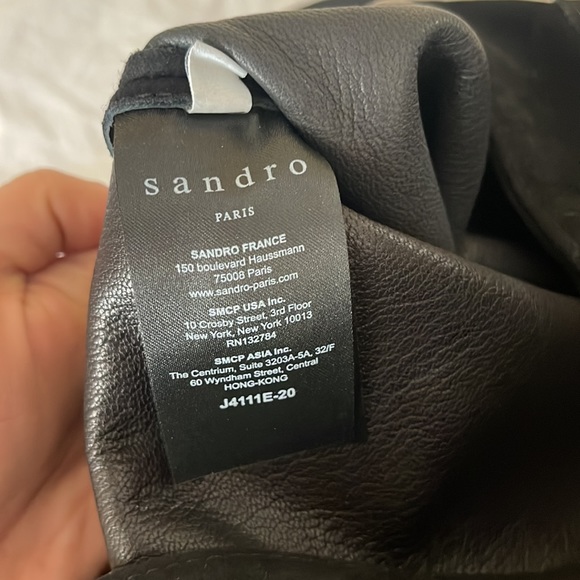 sandro
PARIS
SANDRO FRANCE
150 boulevard Haussmann
75008 Paris
www.sandro-paris.com
SMCP USA Inc.
10 Crosby Street, 3rd Floor
New York, New York 10013
RN132784
SMCP ASIA Inc.
The Centrium, Suite 3203A-5A, 32/F
60 Wyndham Street, Central
HONG-KONG
J4111E-20